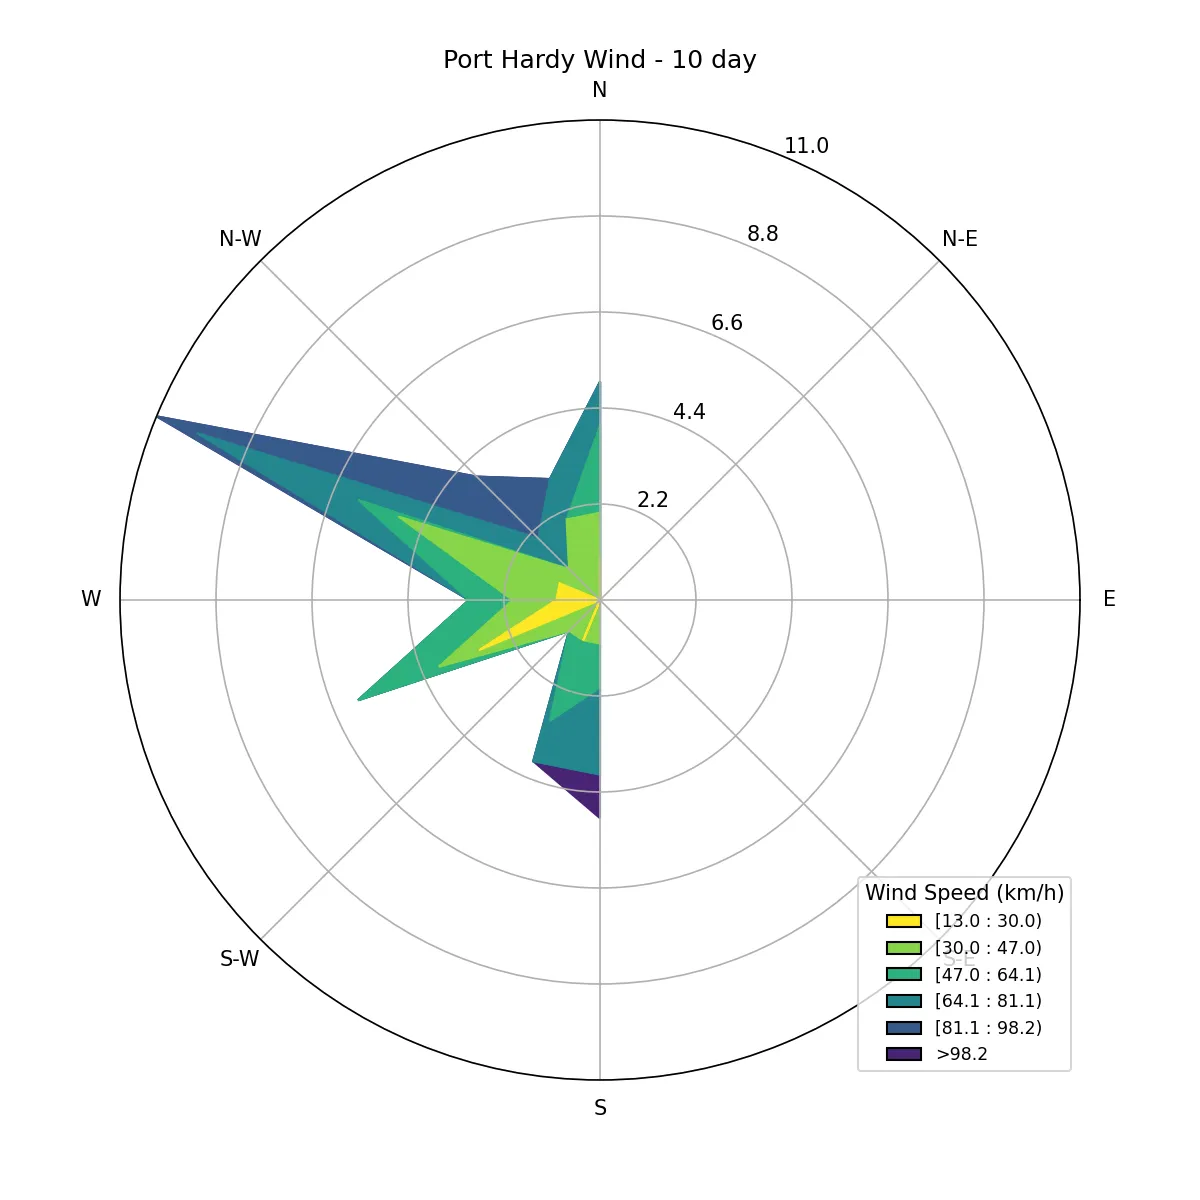 Port Hardy Wind - 10 day
N
11.0
N-W
8.8
N-E
6.6
4.4
2.2
W
E
Wind Speed (km/h)
[13.0 : 30.0)
[30.0 : 47.0)
S-W
S-E
[47.0 : 64.1)
[64.1 : 81.1)
[81.1 : 98.2)
>98.2
S